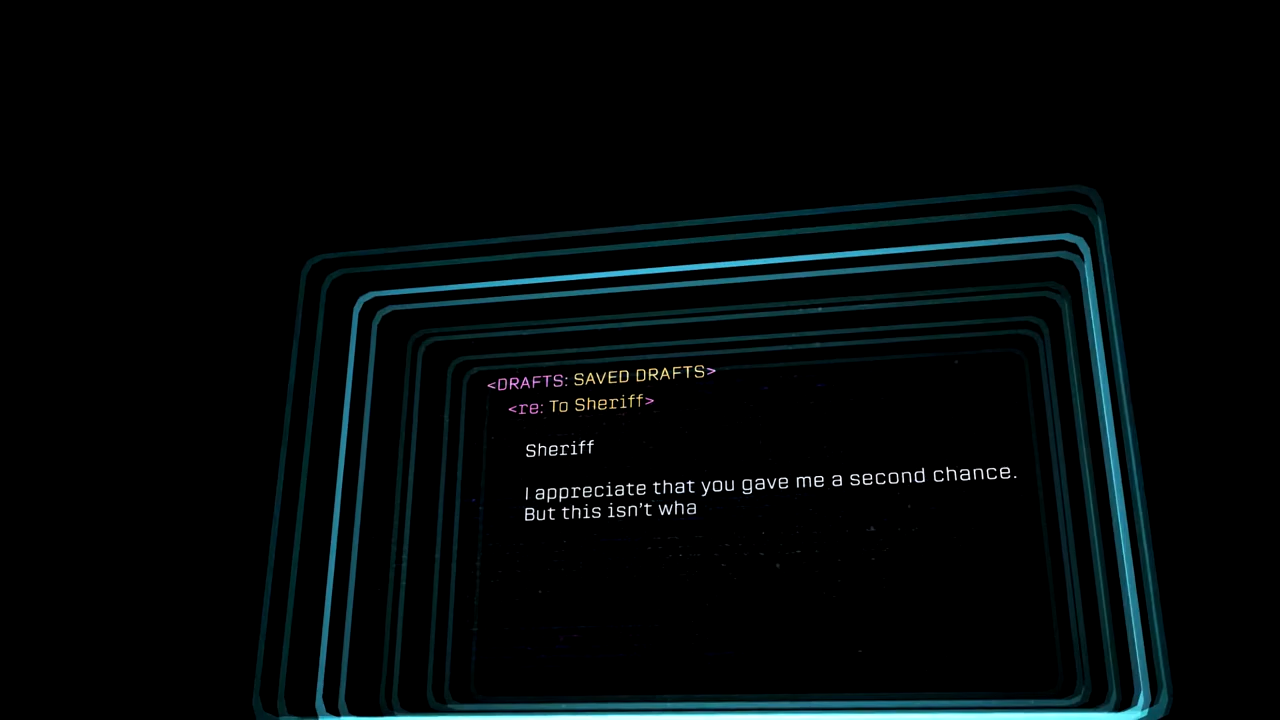 <DRAFTS: SAVED DRAFTS>
<re: To Sheriff>
Sheriff
I appreciate that you gave me a second chance.
But this isn't wha